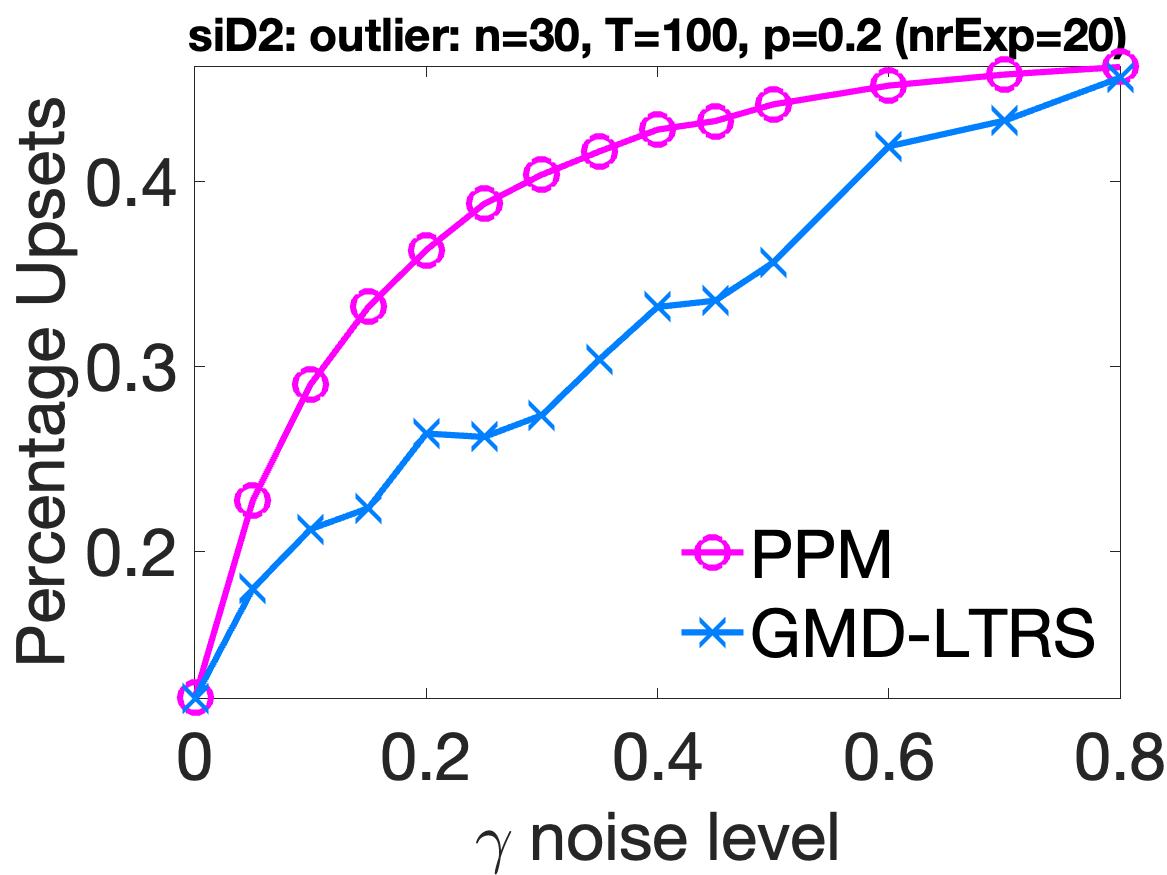 siD2: outlier: n=30, T=100, p=0.2 (nrExp=20)
Percentage Upsets
0.4
0.3
0.2
PPM
GMD-LTRS
0 0.2 0.4 0.6 0.8
γ noise level